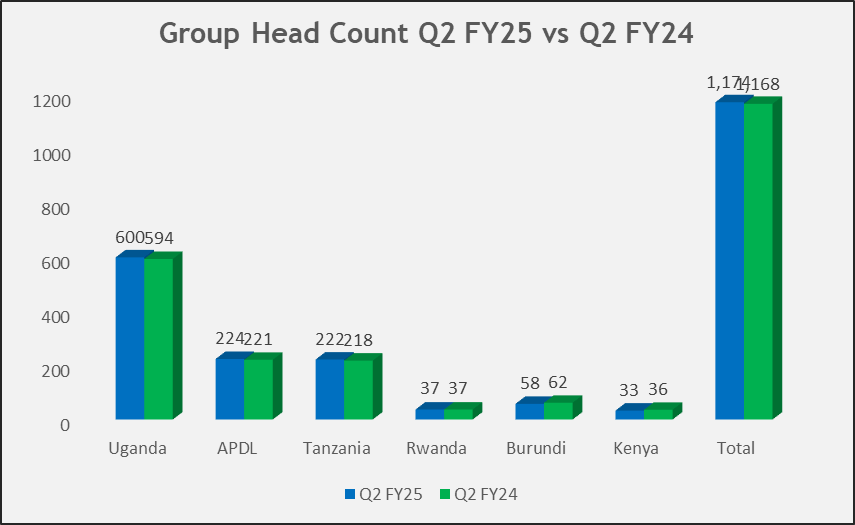 Group Head Count Q2 FY25 vs Q2 FY24
1,174 1,168
1200
1000
800
600 594
600
400
224 221 222 218
200
37 37 58 62 33 36
0
Uganda APDL Tanzania Rwanda Burundi Kenya Total
Q2 FY25 Q2 FY24